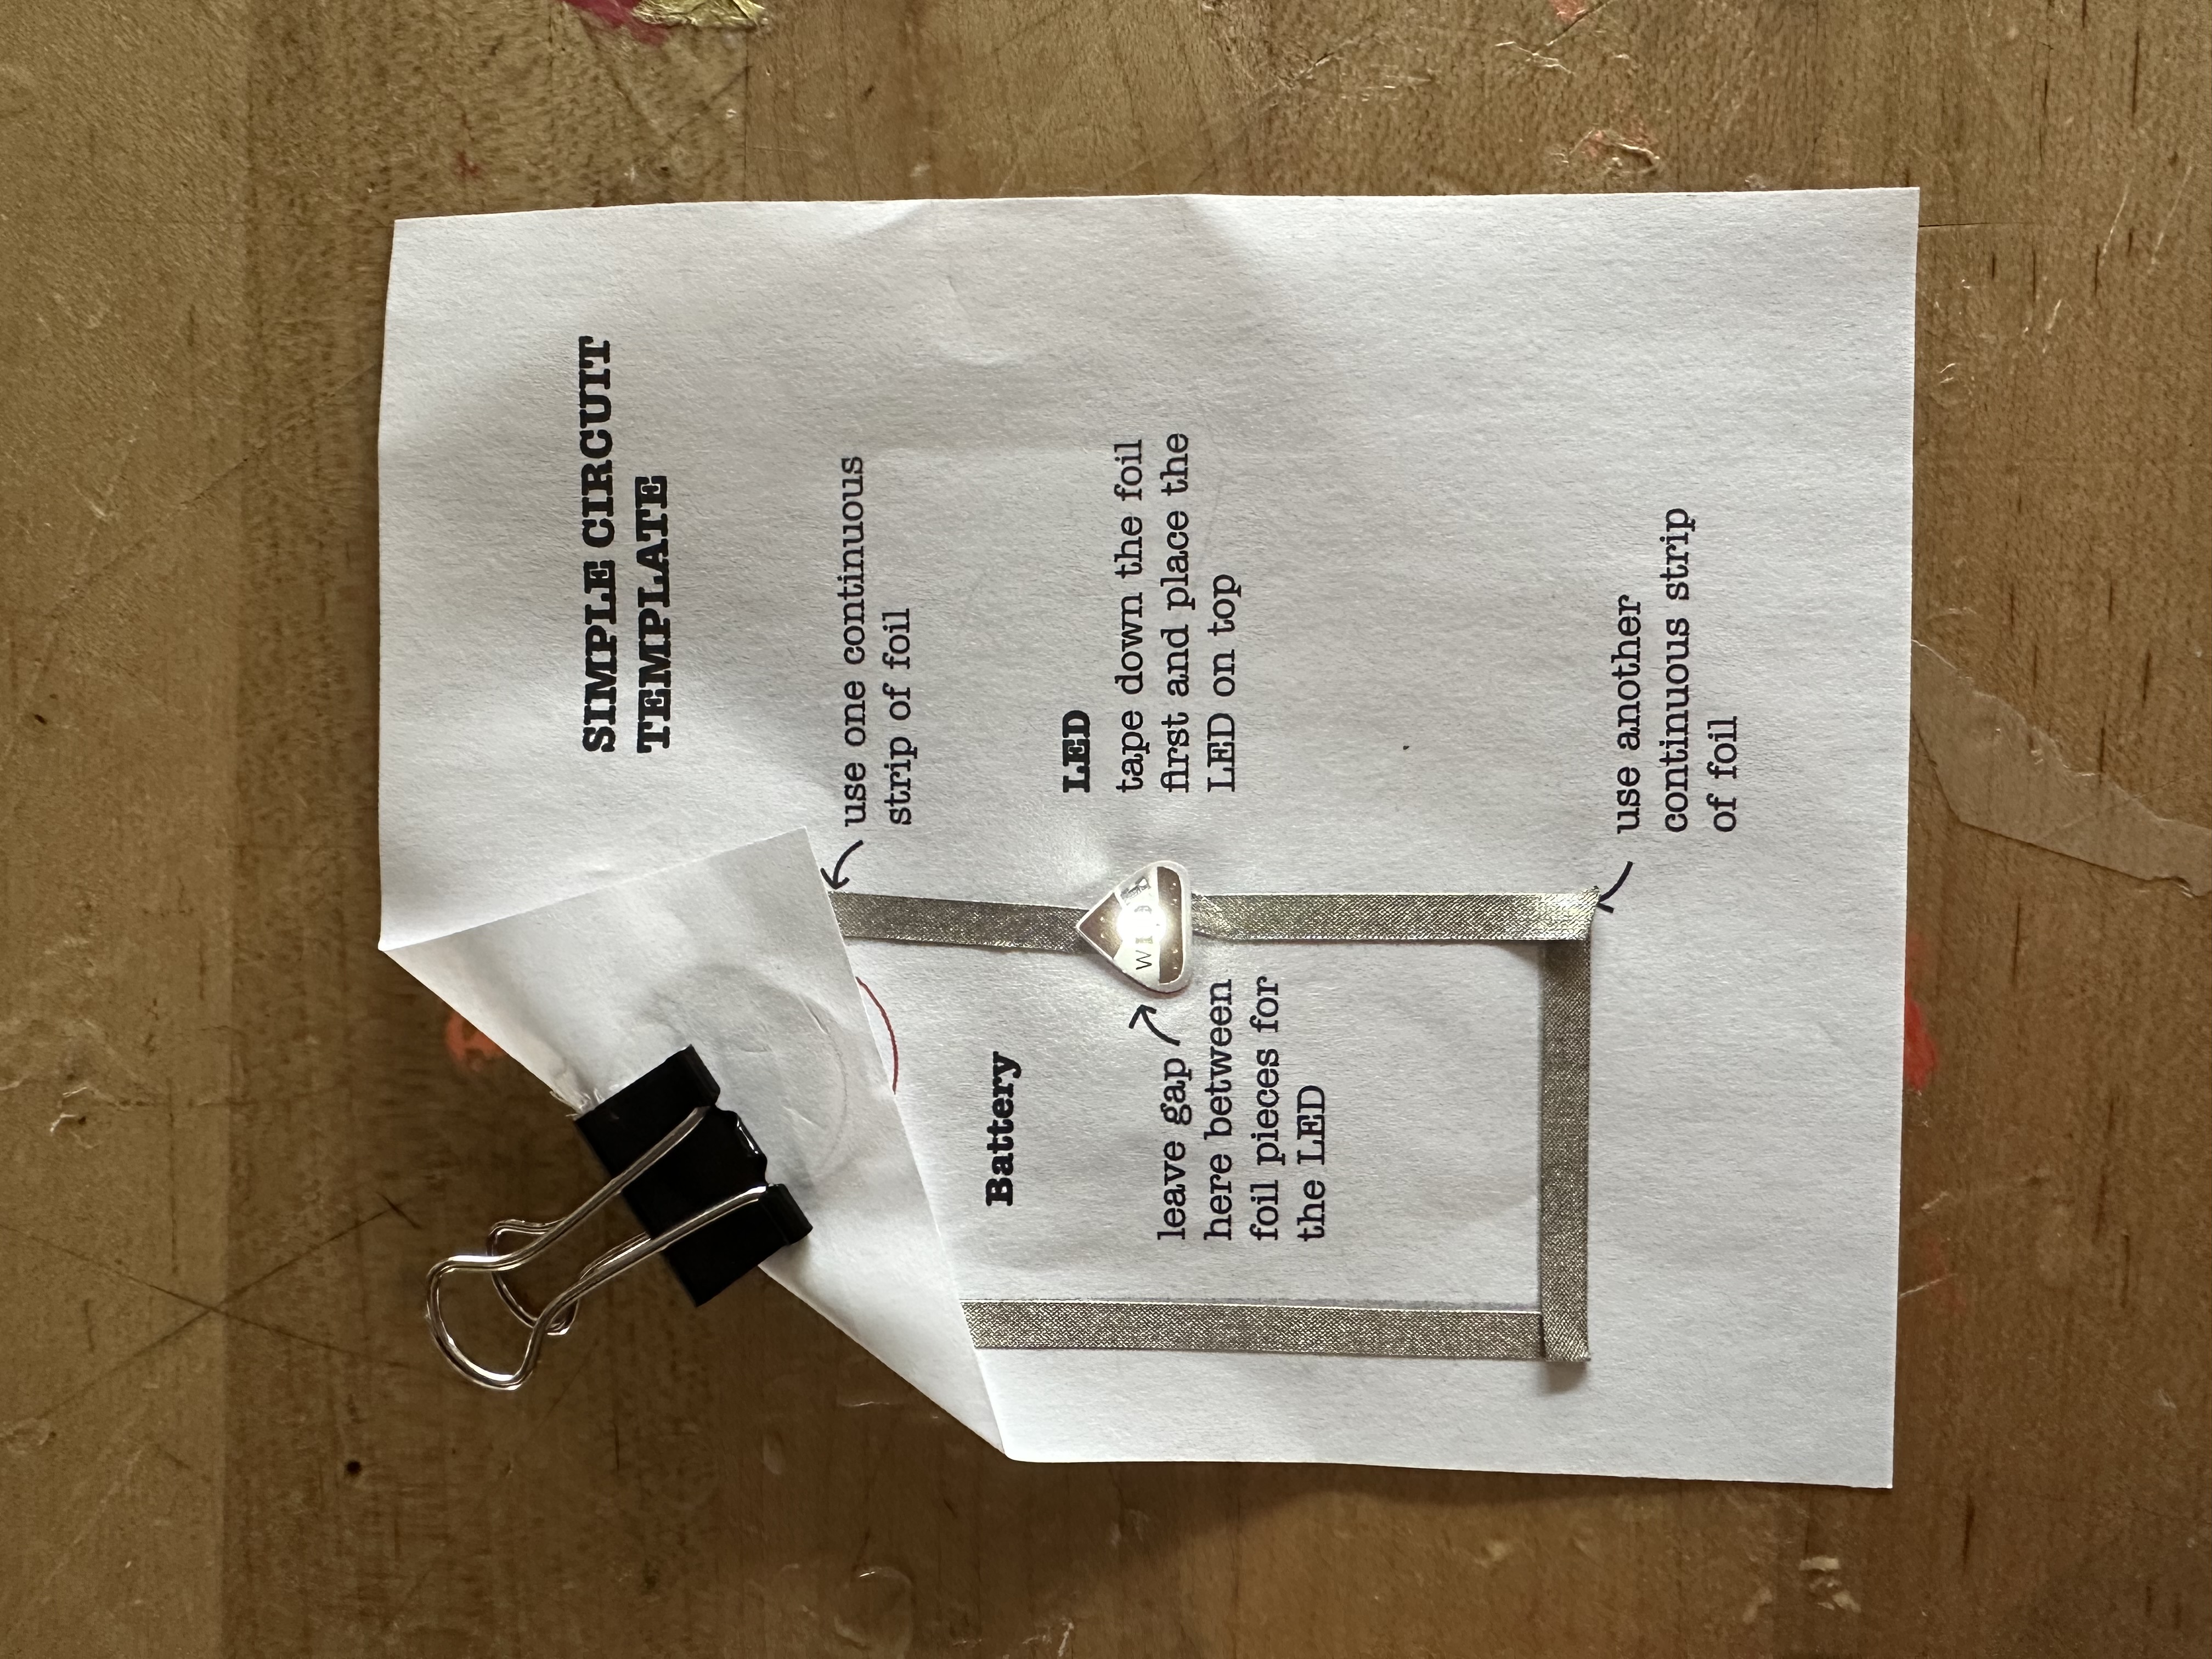 SIMPLE CIRCUIT
TEMPLATE
use one continuous
strip of foil
Battery
LED
tape down the foil
first and place the
LED on top
leave gap
here between
foil pieces for
the LED
use another
continuous strip
of foil